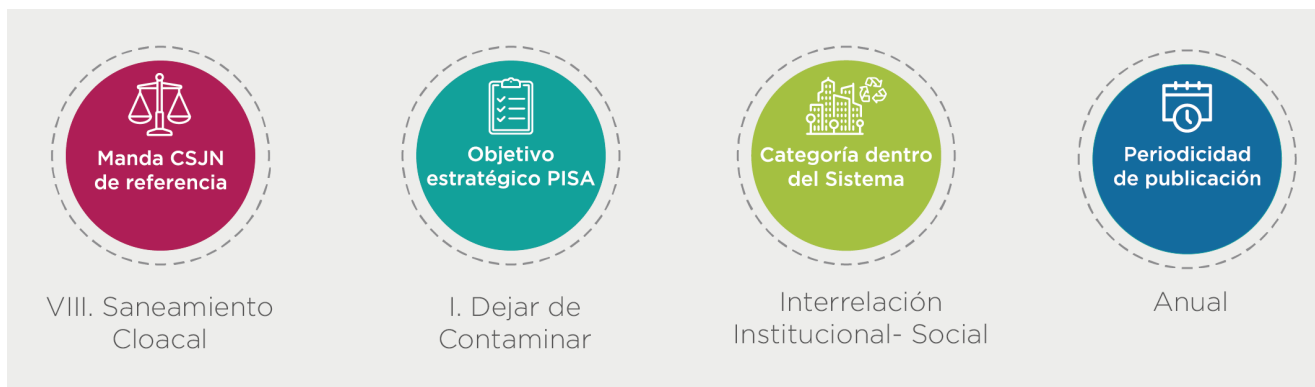 Manda CSJN
de referencia
VIII. Saneamiento
Cloacal
Objetivo
estratégico PISA
I. Dejar de
Contaminar
Categoría dentro
del Sistema
Interrelación
Institucional- Social
Periodicidad
de publicación
Anual